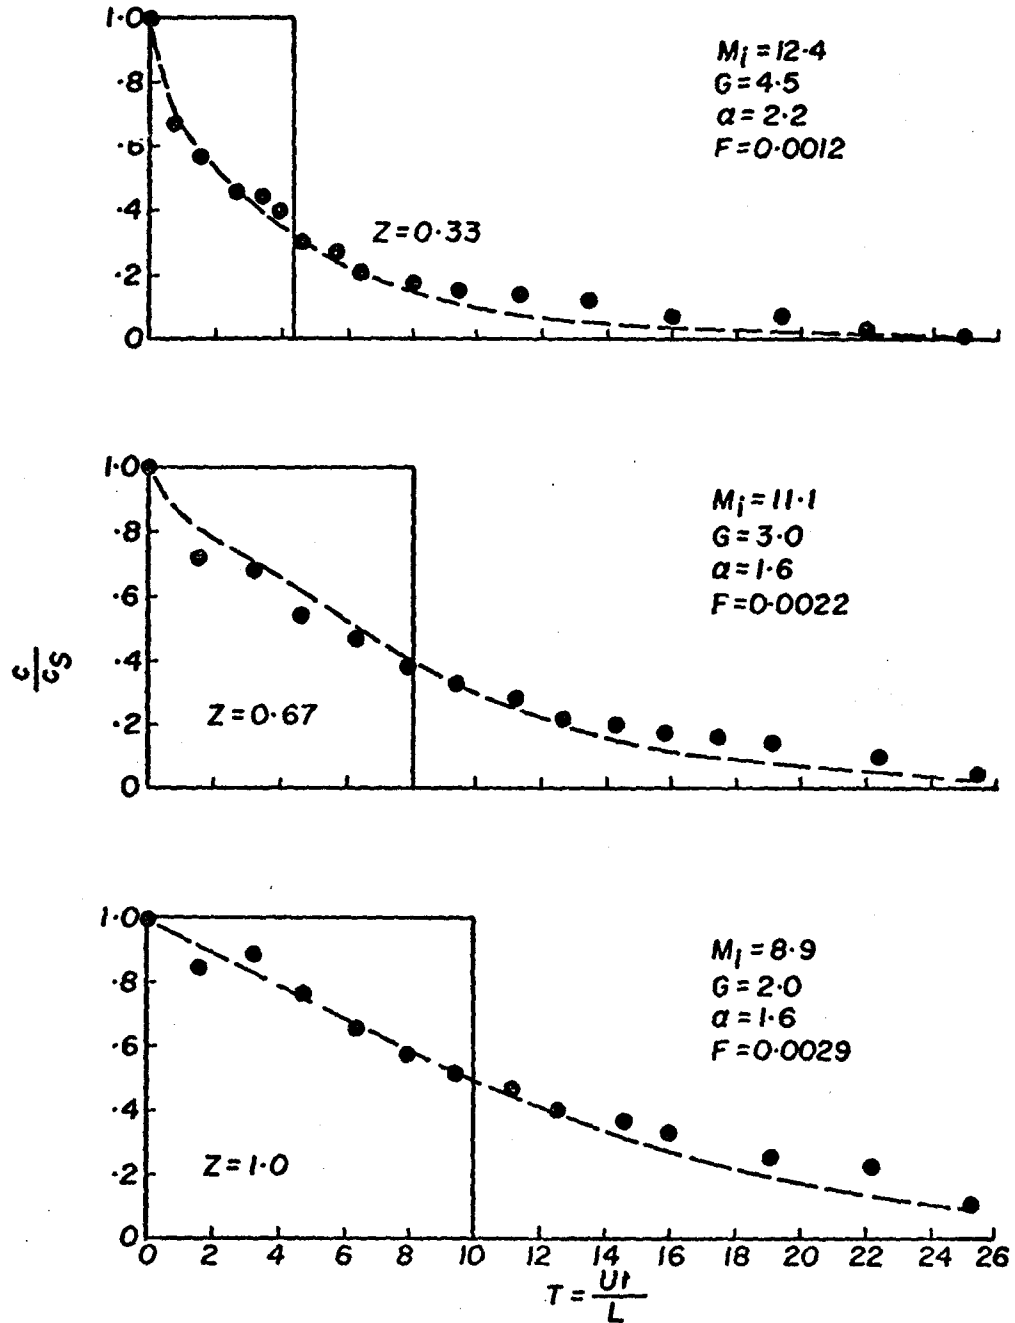 1·0
·8
·6
·4
·2
0
Mi = 12·4
G = 4·5
α = 2·2
F = 0·0012
Z = 0·33
1·0
·8
·6
·4
·2
0
Mi = 11·1
G = 3·0
α = 1·6
F = 0·0022
Z = 0·67
c/cS
1·0
·8
·6
·4
·2
0
Mi = 8·9
G = 2·0
α = 1·6
F = 0·0029
Z = 1·0
0 2 4 6 8 10 12 14 16 18 20 22 24 26
T = Ut/L